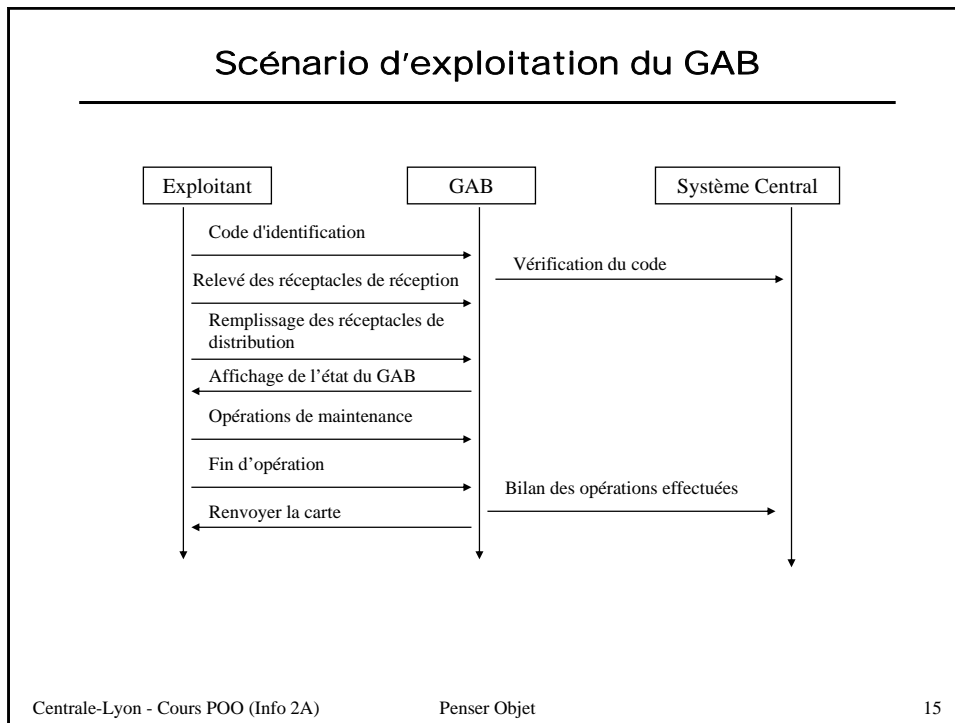 Scénario d'exploitation du GAB
Exploitant
GAB
Système Central
Code d'identification
Vérification du code
Relevé des réceptacles de réception
Remplissage des réceptacles de
distribution
Affichage de l'état du GAB
Opérations de maintenance
Fin d'opération
Bilan des opérations effectuées
Renvoyer la carte
Centrale-Lyon - Cours POO (Info 2A)
Penser Objet
15